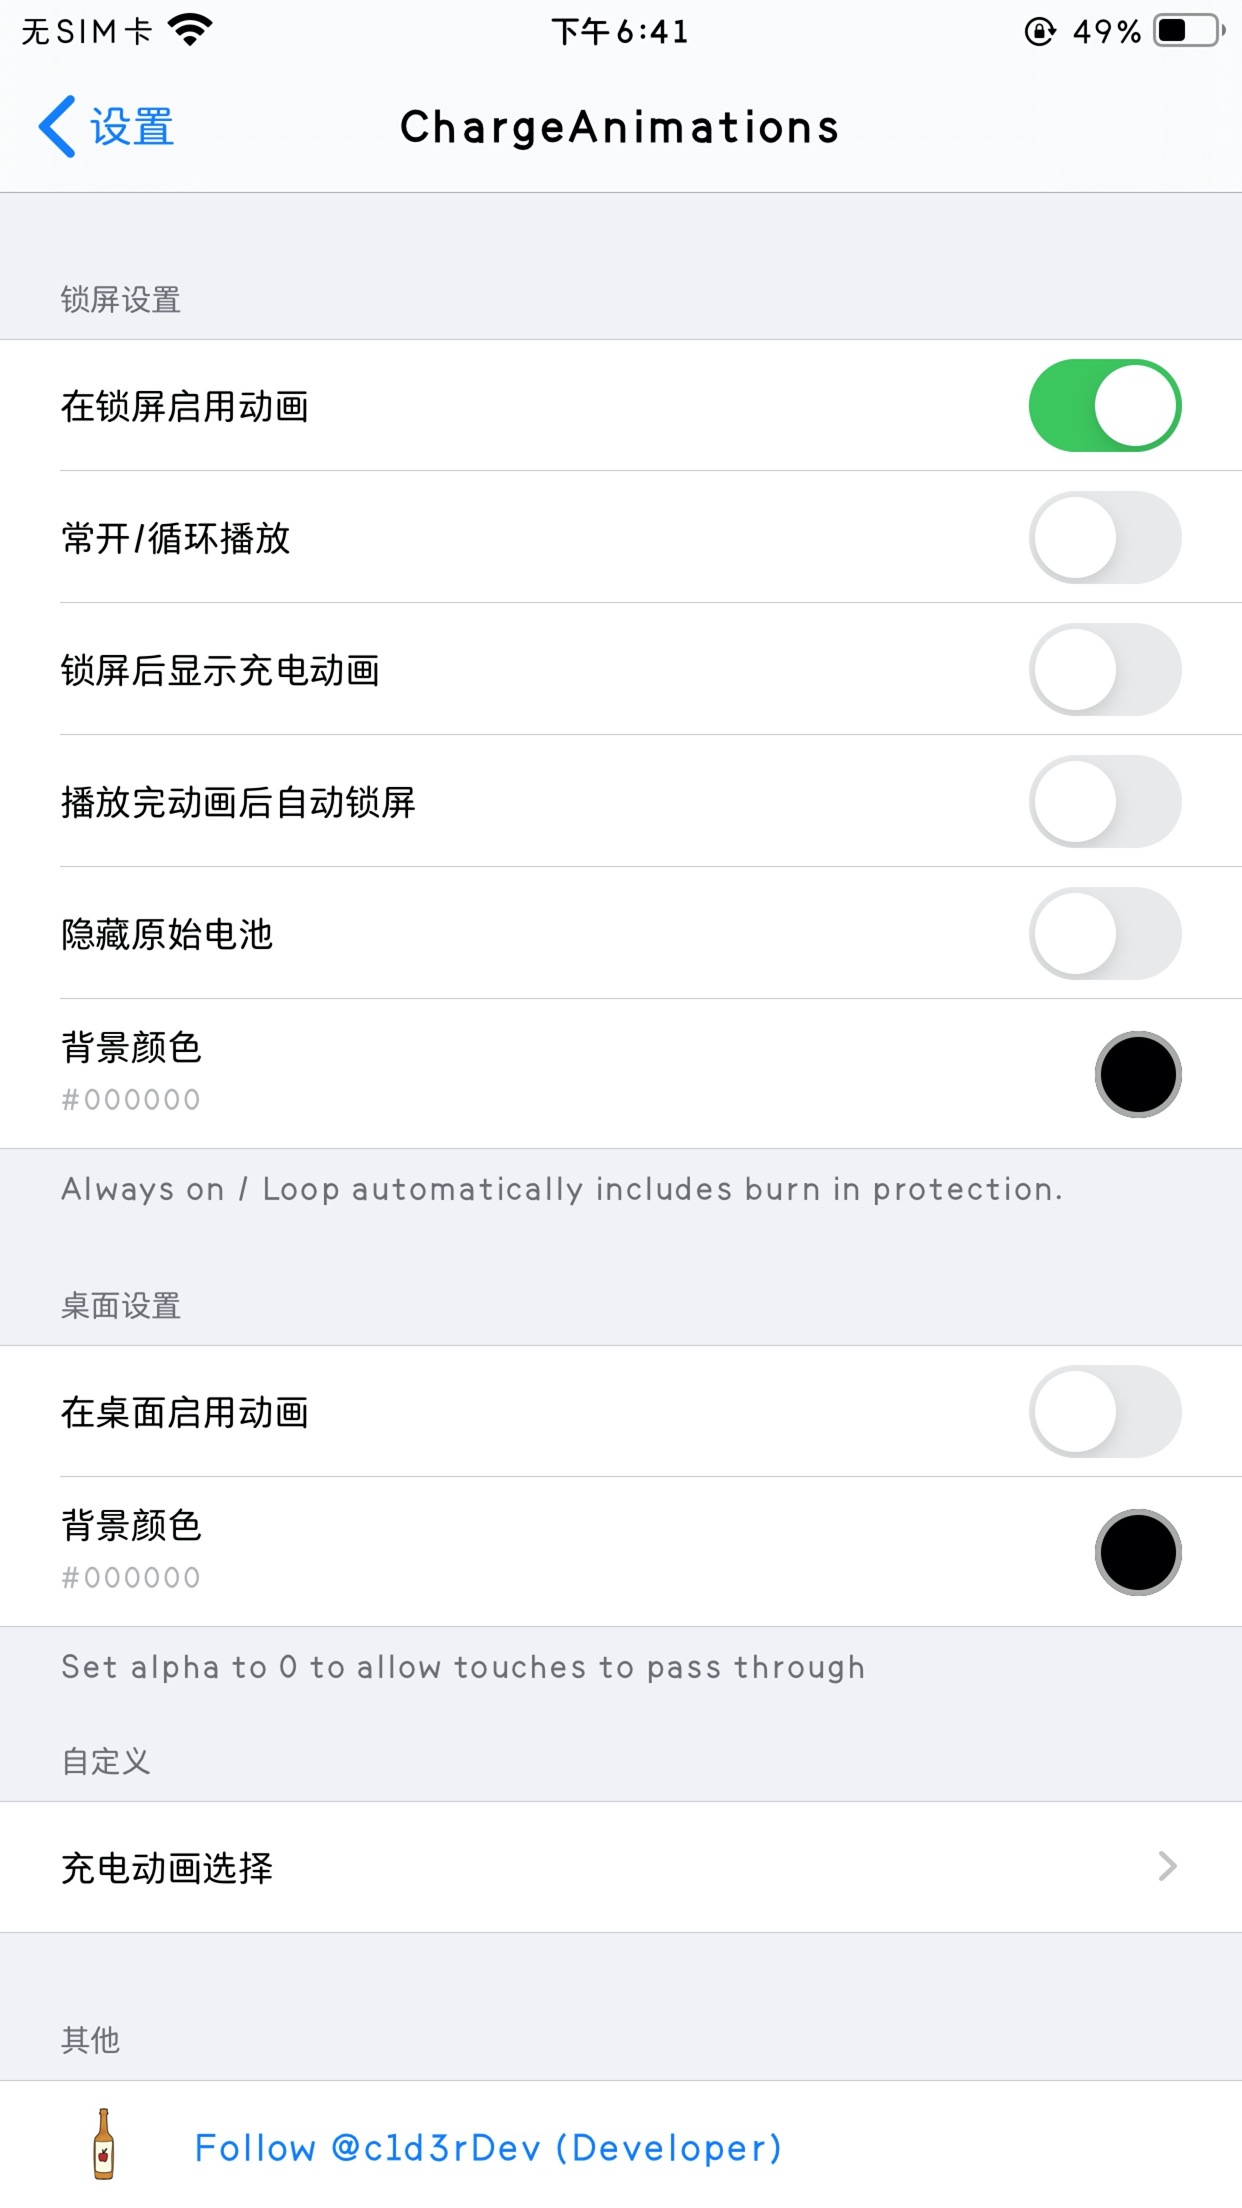 无SIM卡 下午6:41 49%
设置 ChargeAnimations
锁屏设置
在锁屏启用动画
常开/循环播放
锁屏后显示充电动画
播放完动画后自动锁屏
隐藏原始电池
背景颜色
#000000
Always on / Loop automatically includes burn in protection.
桌面设置
在桌面启用动画
背景颜色
#000000
Set alpha to 0 to allow touches to pass through
自定义
充电动画选择
其他
Follow @c1d3rDev (Developer)